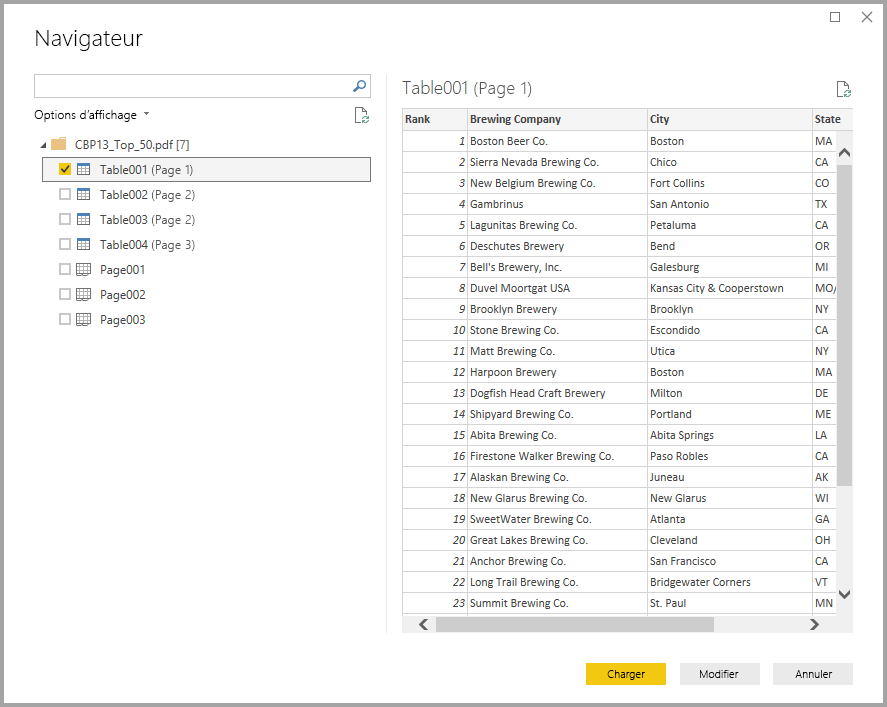 Navigateur
Options d’affichage
CBP13_Top_50.pdf [7]
Table001 (Page 1)
Table002 (Page 2)
Table003 (Page 2)
Table004 (Page 3)
Page001
Page002
Page003
Table001 (Page 1)
Rank Brewing Company City State
1 Boston Beer Co. Boston MA
2 Sierra Nevada Brewing Co. Chico CA
3 New Belgium Brewing Co. Fort Collins CO
4 Gambrinus San Antonio TX
5 Lagunitas Brewing Co. Petaluma CA
6 Deschutes Brewery Bend OR
7 Bell's Brewery, Inc. Galesburg MI
8 Duvel Moortgat USA Kansas City & Cooperstown MO/
9 Brooklyn Brewery Brooklyn NY
10 Stone Brewing Co. Escondido CA
11 Matt Brewing Co. Utica NY
12 Harpoon Brewery Boston MA
13 Dogfish Head Craft Brewery Milton DE
14 Shipyard Brewing Co. Portland ME
15 Abita Brewing Co. Abita Springs LA
16 Firestone Walker Brewing Co. Paso Robles CA
17 Alaskan Brewing Co. Juneau AK
18 New Glarus Brewing Co. New Glarus WI
19 SweetWater Brewing Co. Atlanta GA
20 Great Lakes Brewing Co. Cleveland OH
21 Anchor Brewing Co. San Francisco CA
22 Long Trail Brewing Co. Bridgewater Corners VT
23 Summit Brewing Co. St. Paul MN
Charger Modifier Annuler